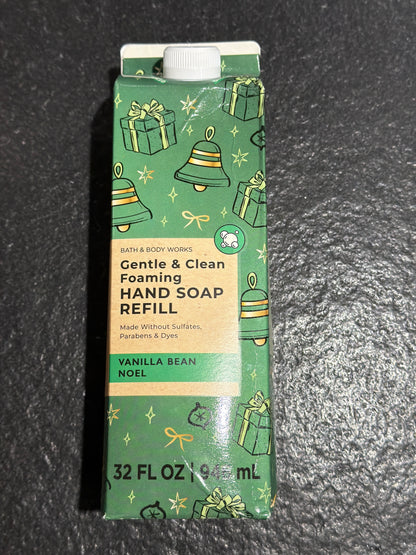 BATH & BODY WORKS
Gentle & Clean
Foaming
HAND SOAP
REFILL
Made Without Sulfates,
Parabens & Dyes
VANILLA BEAN
NOEL
32 FL OZ | mL